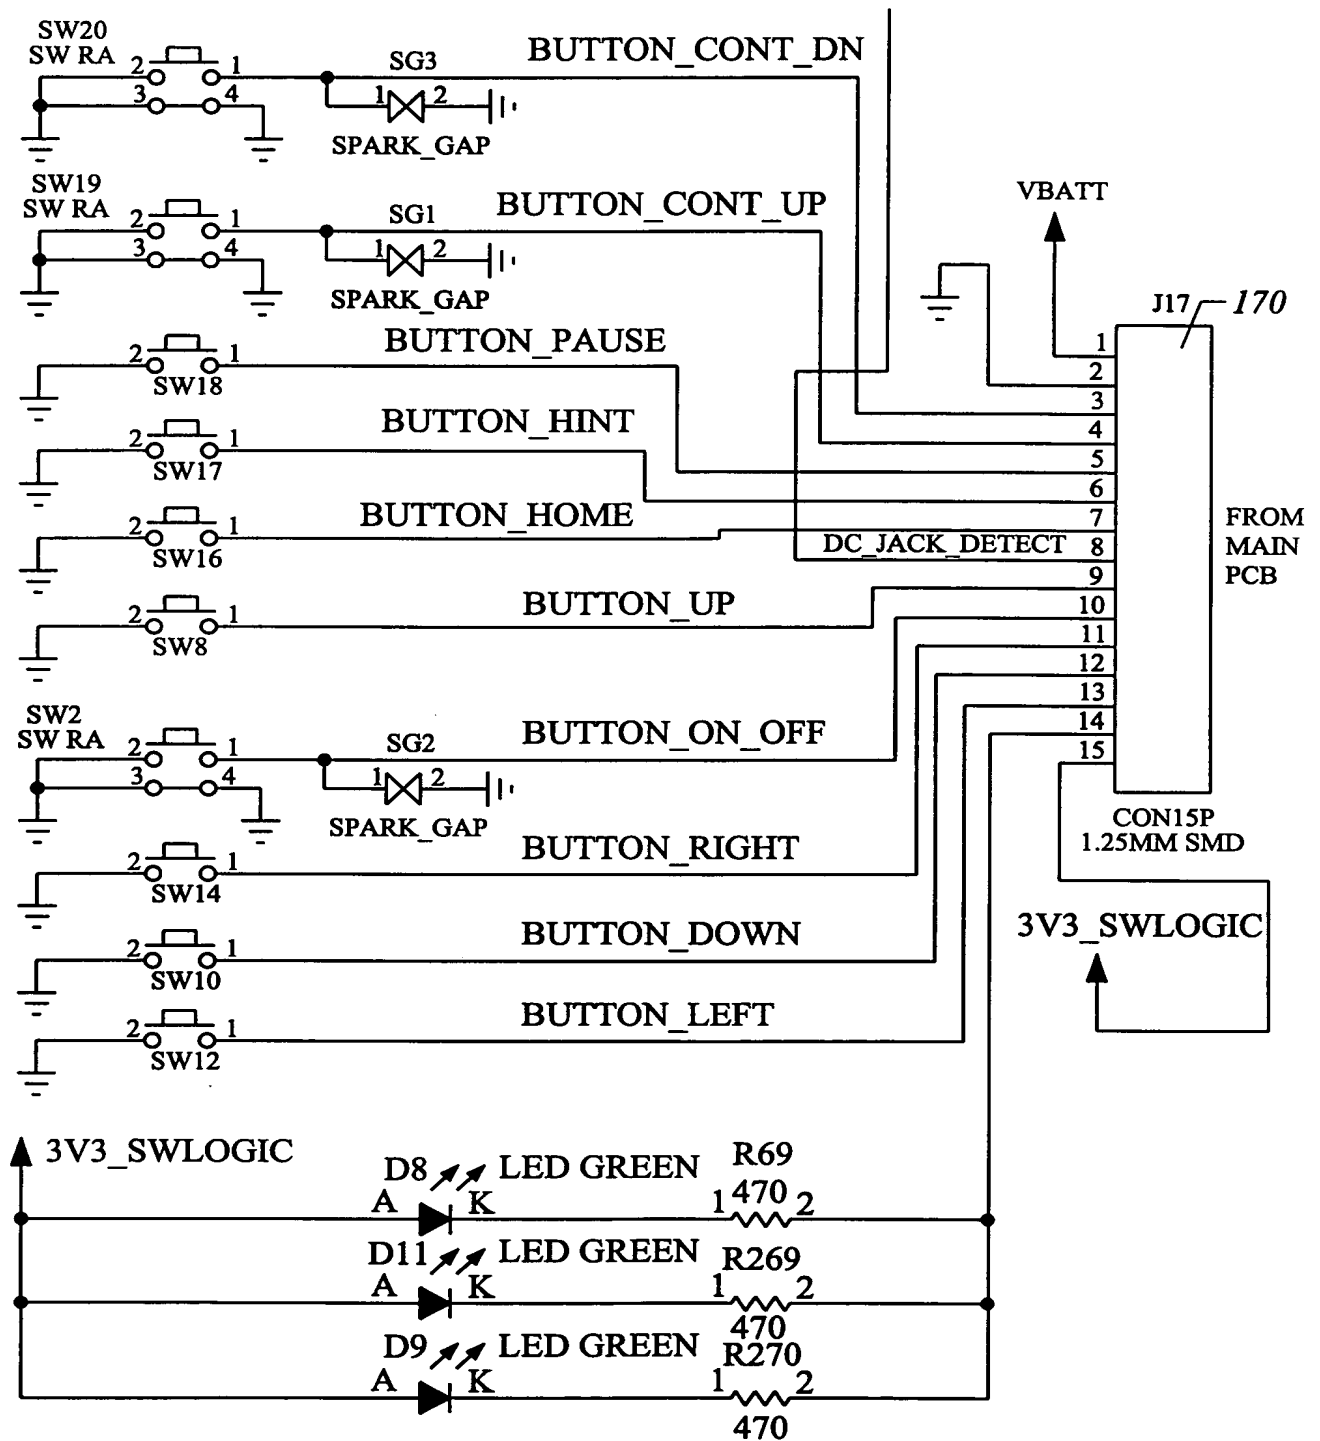 SW20
SW RA
2 1
3 4
SG3
1 2
SPARK_GAP
BUTTON_CONT_DN
SW19
SW RA
2 1
3 4
SG1
1 2
SPARK_GAP
BUTTON_CONT_UP
VBATT
J17 170
BUTTON_PAUSE
2 1
SW18
BUTTON_HINT
2 1
SW17
BUTTON_HOME
2 1
SW16
DC_JACK_DETECT
BUTTON_UP
2 1
SW8
1
2
3
4
5
6
7
8
9
10
11
12
13
14
15
FROM
MAIN
PCB
CON15P
1.25MM SMD
3V3_SWLOGIC
SW2
SW RA
2 1
3 4
SG2
1 2
SPARK_GAP
BUTTON_ON_OFF
BUTTON_RIGHT
2 1
SW14
BUTTON_DOWN
2 1
SW10
BUTTON_LEFT
2 1
SW12
3V3_SWLOGIC
D8 LED GREEN R69
A K 1 470 2
D11 LED GREEN R269
A K 1 2
470
D9 LED GREEN R270
A K 1 2
470